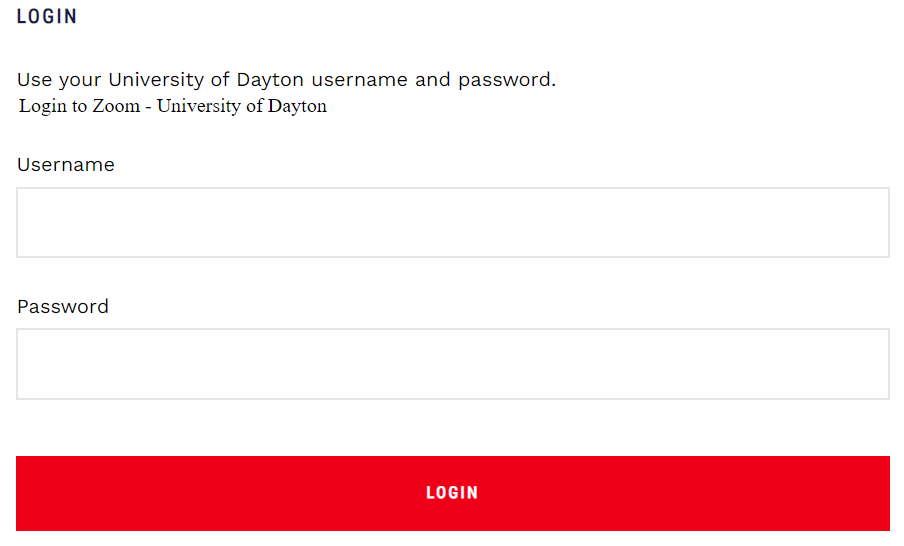 LOGIN
Use your University of Dayton username and password.
Login to Zoom - University of Dayton
Username
Password
LOGIN